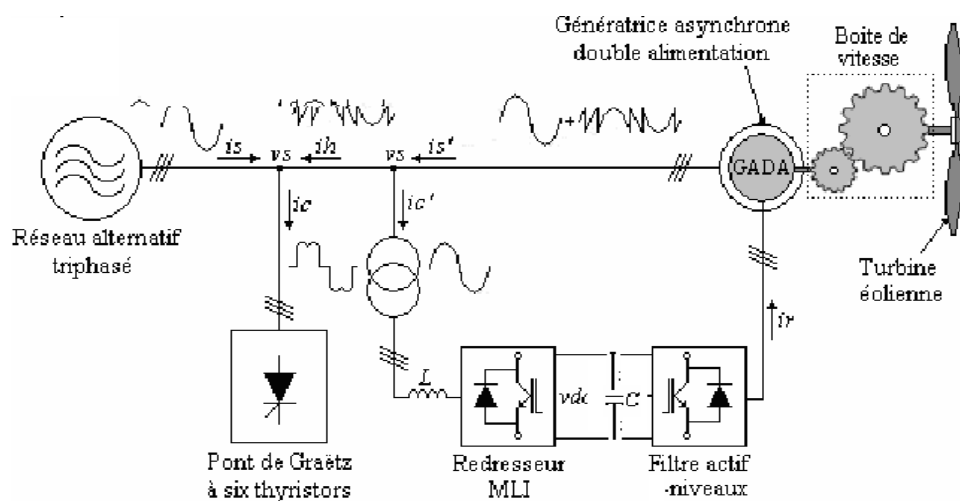 Génératrice asynchrone
double alimentation
Boite de
vitesse
is
vs
ih
vs
is'
+
GADA
ic
ic'
Réseau alternatif
triphasé
Turbine
éolienne
ir
L
vdc
C
Pont de Graëtz
à six thyristors
Redresseur
MLI
Filtre actif
-niveaux